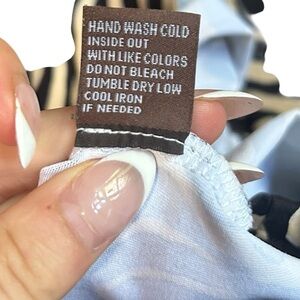 HAND WASH COLD
INSIDE OUT
WITH LIKE COLORS
DO NOT BLEACH
TUMBLE DRY LOW
COOL IRON
IF NEEDED